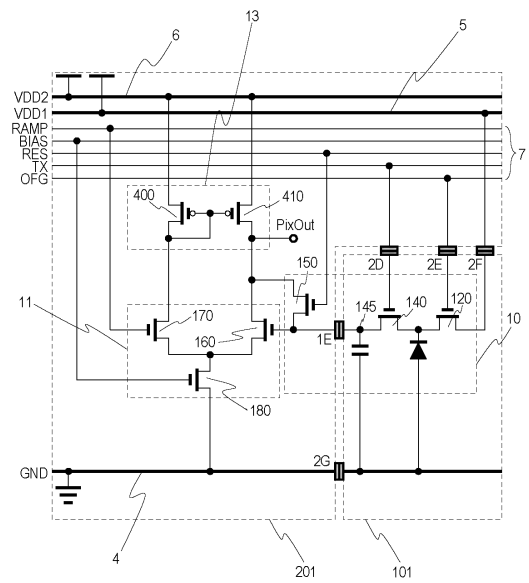 13
6
5
VDD2
VDD1
RAMP
BIAS
RES
TX
OFG
7
400
410
PixOut
150
2D
2E
2F
11
170
160
145
140
120
10
1E
180
2G
GND
4
201
101